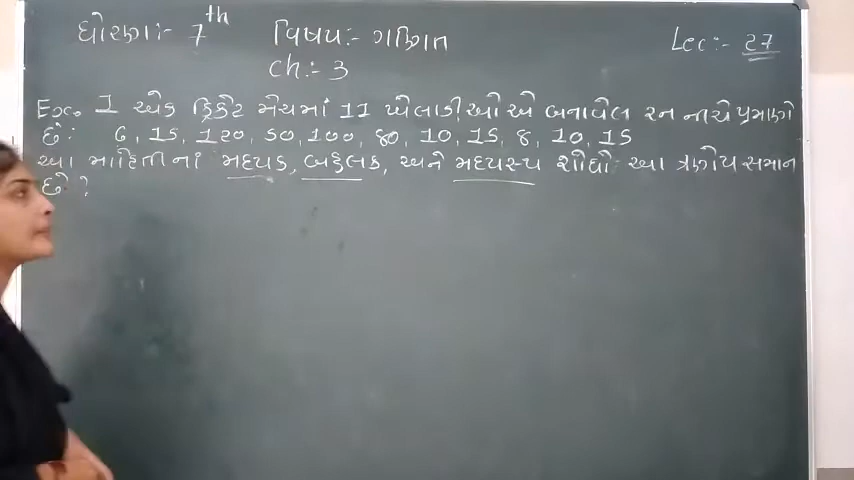 ધોરણઃ- 7th વિષયઃ- ગણિત Lec:- 27
Ch:- 3
Exe. 1 એક ક્રિકેટ મેચમાં 11 ખેલાડીઓએ બનાવેલ રન નીચે પ્રમાણે
છેઃ 6, 15, 120, 50, 100, 80, 10, 15, 8, 10, 15
આ માહિતીનાં મધ્યક, બહુલક, અને મધ્યસ્થ શોધો. આ ત્રણેય સમાન
છે ?